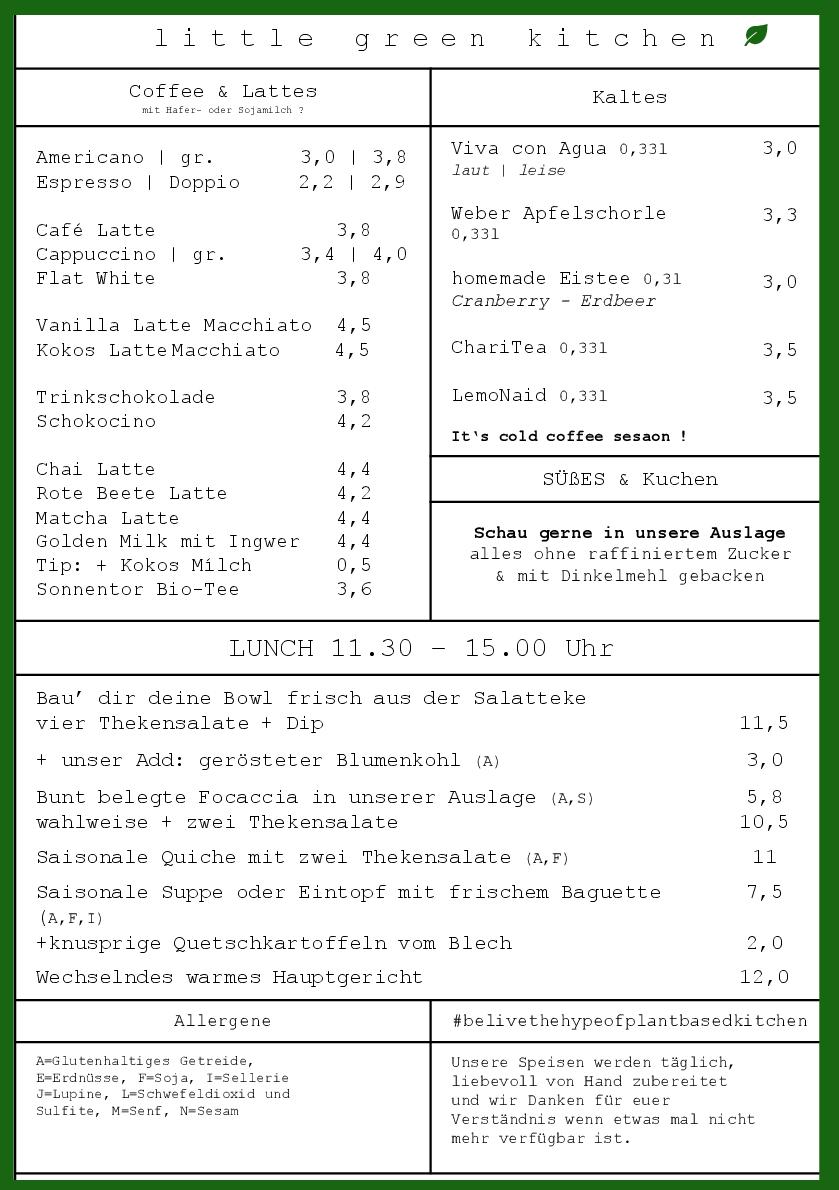 little green kitchen
Coffee & Lattes
mit Hafer- oder Sojamilch ?
Americano | gr. 3,0 | 3,8
Espresso | Doppio 2,2 | 2,9
Café Latte 3,8
Cappuccino | gr. 3,4 | 4,0
Flat White 3,8
Vanilla Latte Macchiato 4,5
Kokos Latte Macchiato 4,5
Trinkschokolade 3,8
Schokocino 4,2
Chai Latte 4,4
Rote Beete Latte 4,2
Matcha Latte 4,4
Golden Milk mit Ingwer 4,4
Tip: + Kokos Mílch 0,5
Sonnentor Bio-Tee 3,6
Kaltes
Viva con Agua 0,33l 3,0
laut | leise
Weber Apfelschorle 3,3
0,33l
homemade Eistee 0,3l 3,0
Cranberry - Erdbeer
ChariTea 0,33l 3,5
LemoNaid 0,33l 3,5
It‛s cold coffee sesaon !
SÜßES & Kuchen
Schau gerne in unsere Auslage
alles ohne raffiniertem Zucker
& mit Dinkelmehl gebacken
LUNCH 11.30 – 15.00 Uhr
Bau’ dir deine Bowl frisch aus der Salatteke
vier Thekensalate + Dip 11,5
+ unser Add: gerösteter Blumenkohl (A) 3,0
Bunt belegte Focaccia in unserer Auslage (A,S) 5,8
wahlweise + zwei Thekensalate 10,5
Saisonale Quiche mit zwei Thekensalate (A,F) 11
Saisonale Suppe oder Eintopf mit frischem Baguette 7,5
(A,F,I)
+knusprige Quetschkartoffeln vom Blech 2,0
Wechselndes warmes Hauptgericht 12,0
Allergene
A=Glutenhaltiges Getreide,
E=Erdnüsse, F=Soja, I=Sellerie
J=Lupine, L=Schwefeldioxid und
Sulfite, M=Senf, N=Sesam
#belivethehypeofplantbasedkitchen
Unsere Speisen werden täglich,
liebevoll von Hand zubereitet
und wir Danken für euer
Verständnis wenn etwas mal nicht
mehr verfügbar ist.